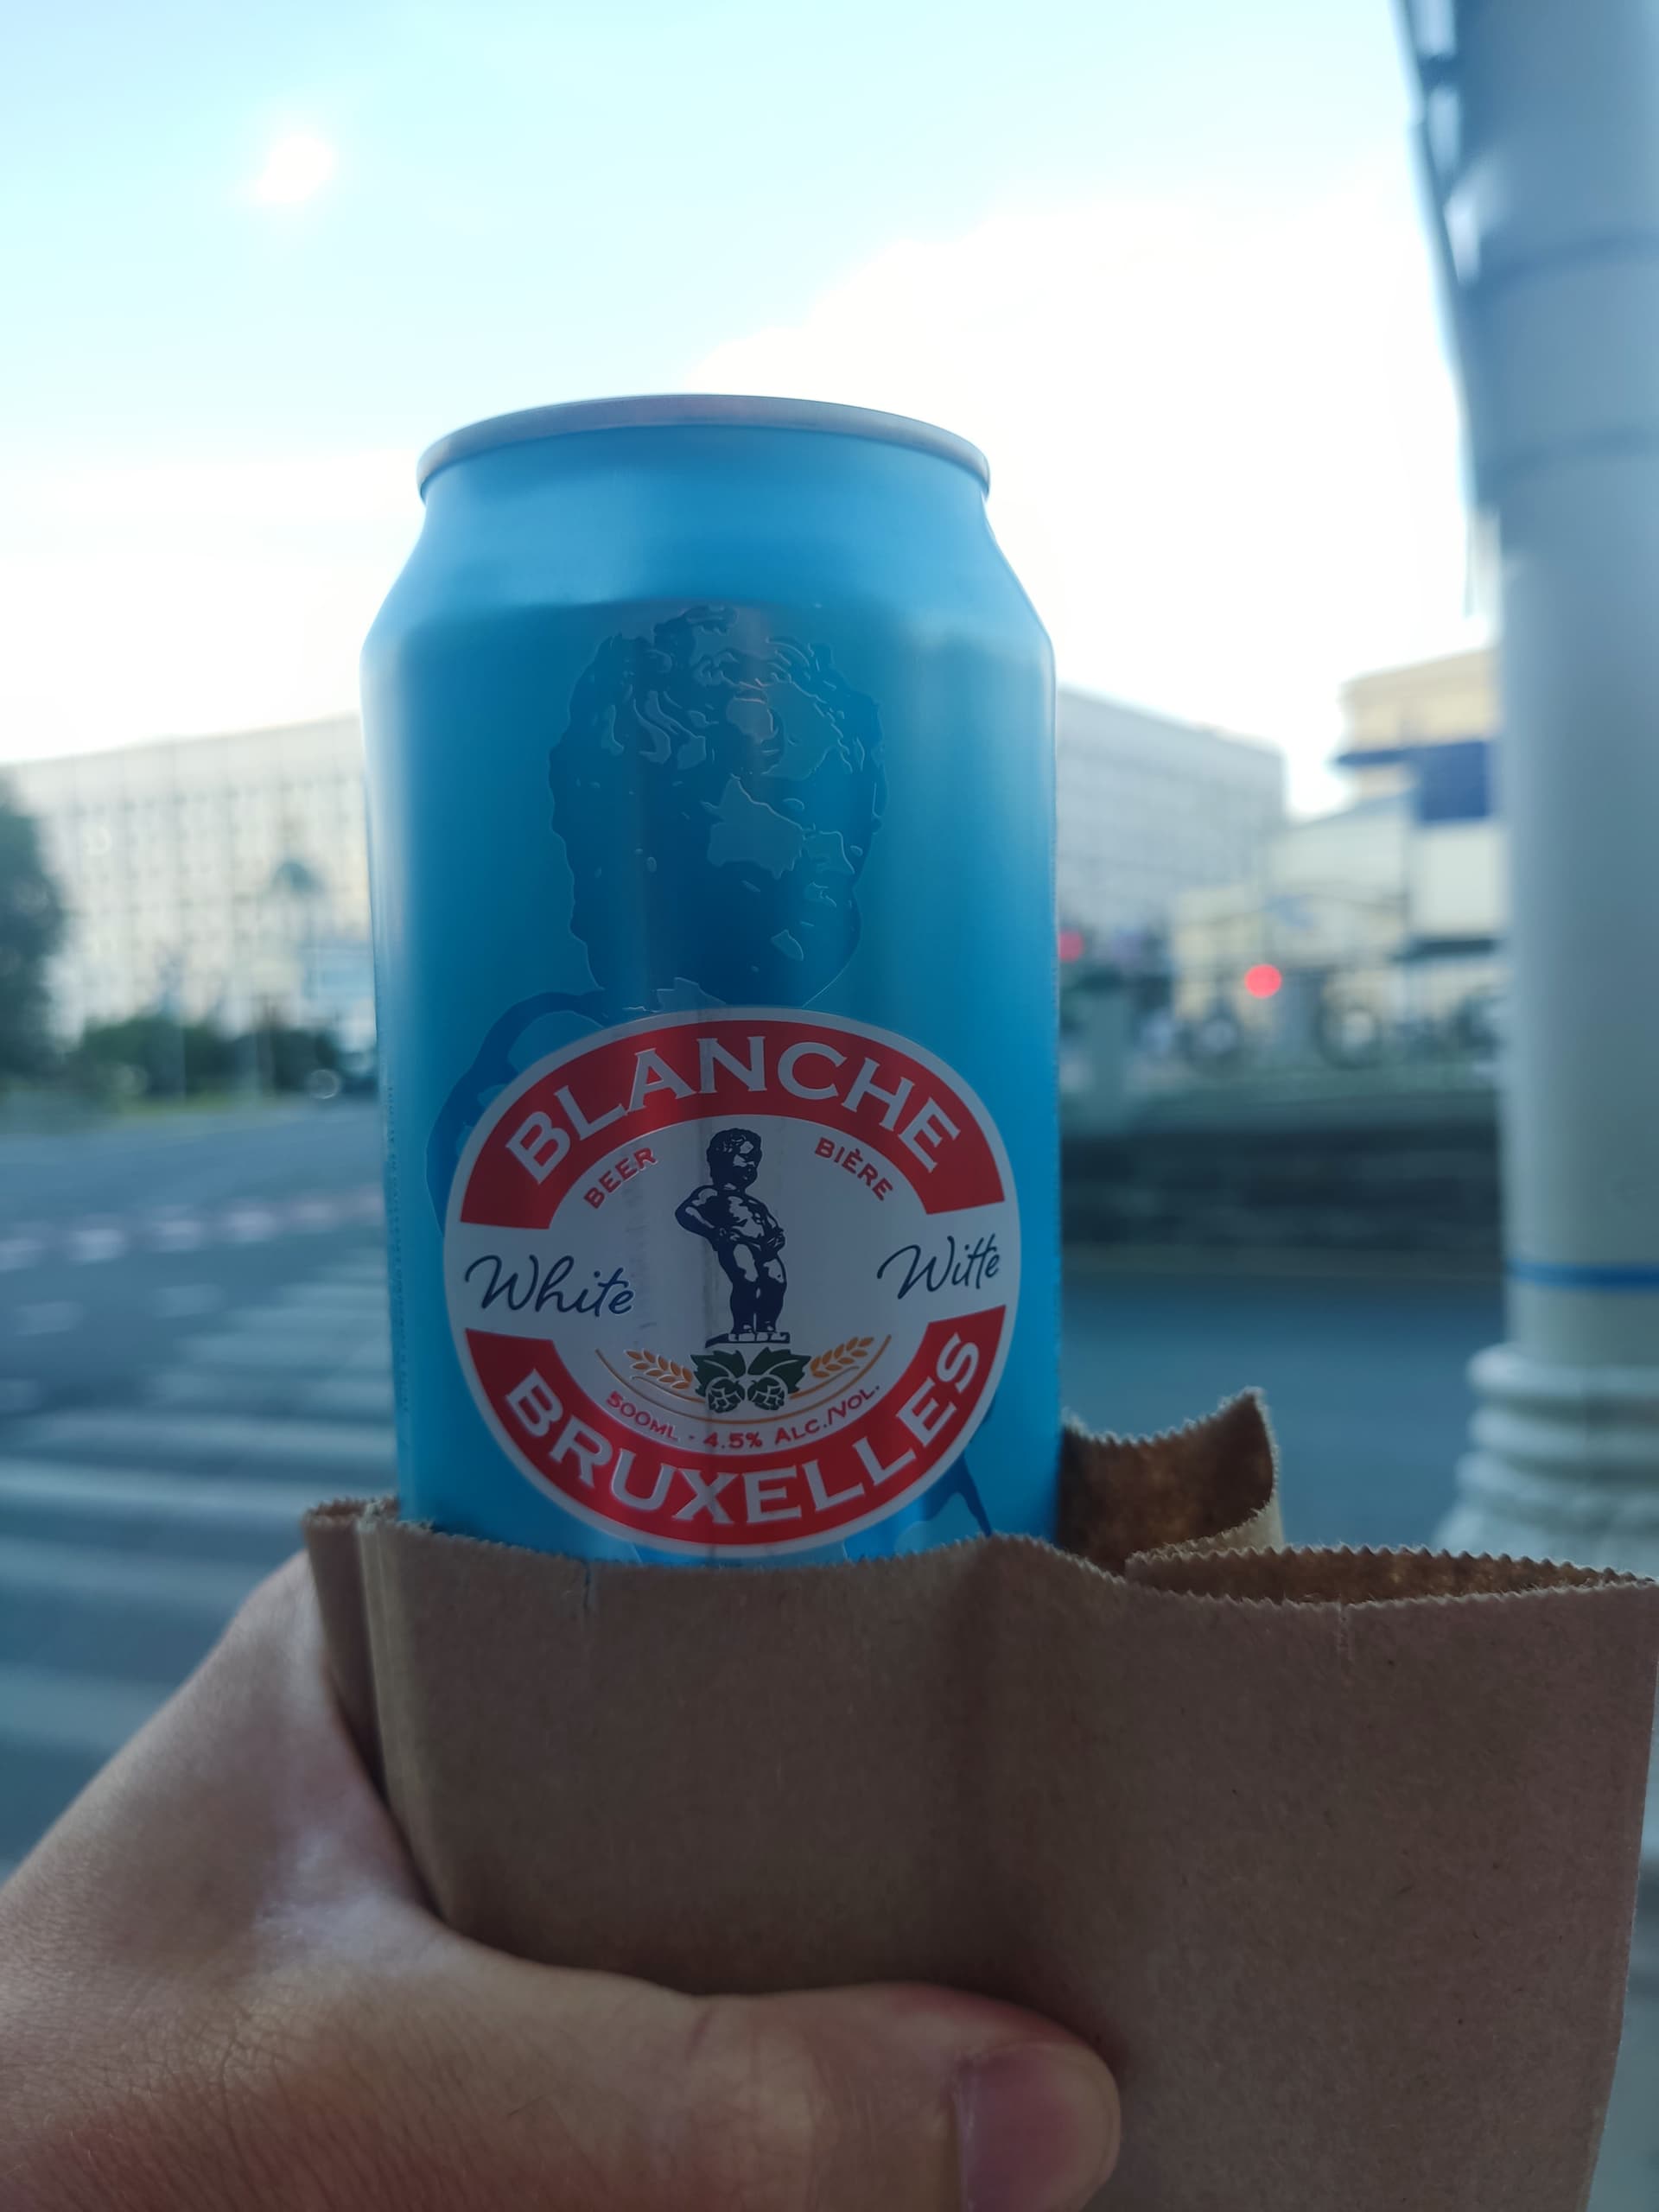 BLANCHE
BEER BIÈRE
White Witte
500ML - 4.5% ALC./VOL.
BRUXELLES